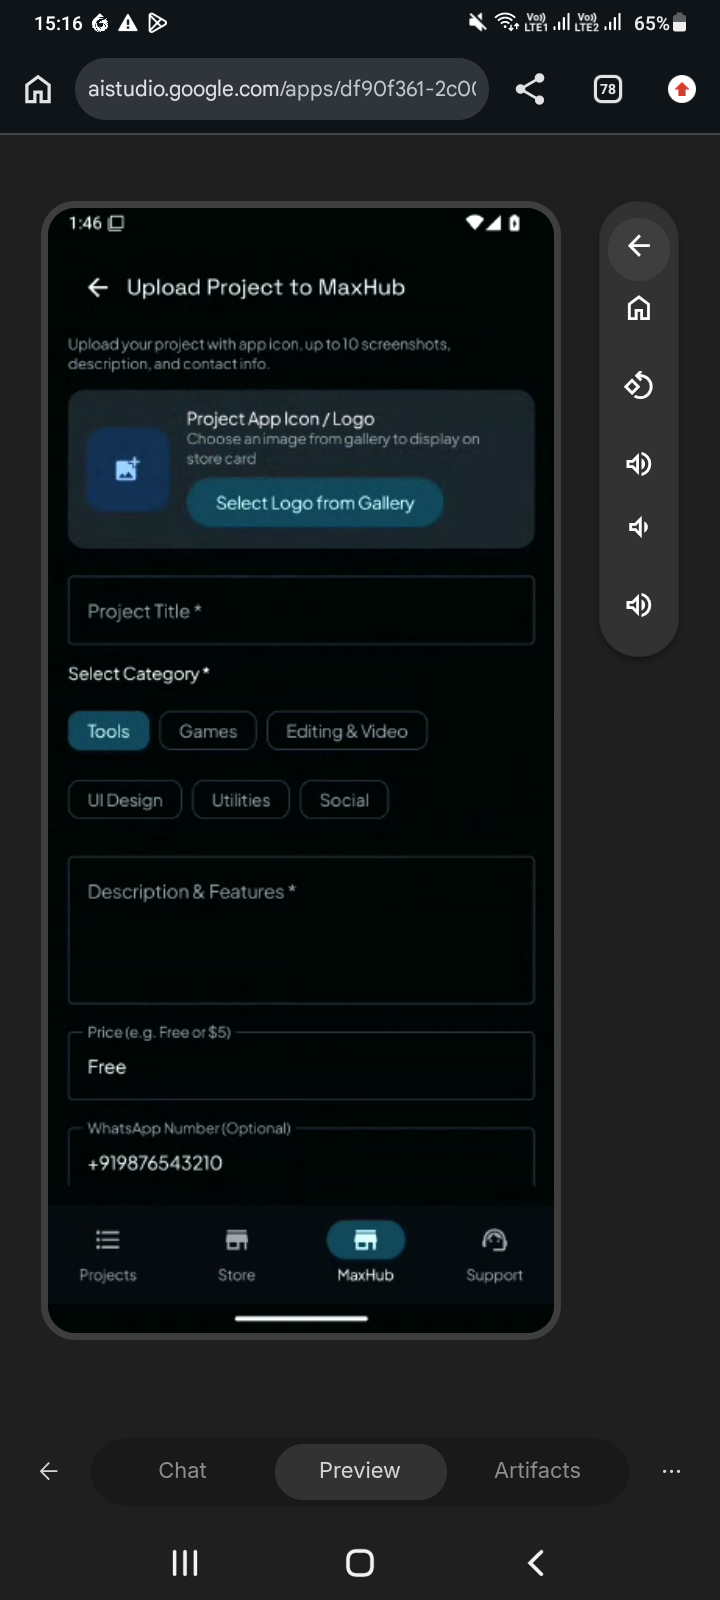 15:16
Vo)) LTE1
Vo)) LTE2
65%
aistudio.google.com/apps/df90f361-2c0
78
1:46
Upload Project to MaxHub
Upload your project with app icon, up to 10 screenshots,
description, and contact info.
Project App Icon / Logo
Choose an image from gallery to display on
store card
Select Logo from Gallery
Project Title *
Select Category *
Tools
Games
Editing & Video
UI Design
Utilities
Social
Description & Features *
Price (e.g. Free or $5)
Free
WhatsApp Number (Optional)
+919876543210
Projects
Store
MaxHub
Support
Chat
Preview
Artifacts